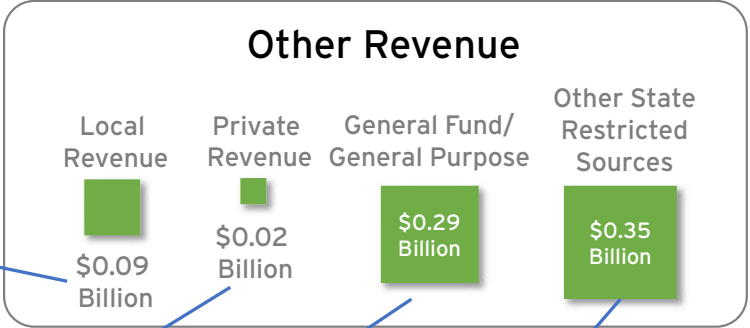 Other Revenue
Local
Revenue
$0.09
Billion
Private
Revenue
$0.02
Billion
General Fund/
General Purpose
$0.29
Billion
Other State
Restricted
Sources
$0.35
Billion